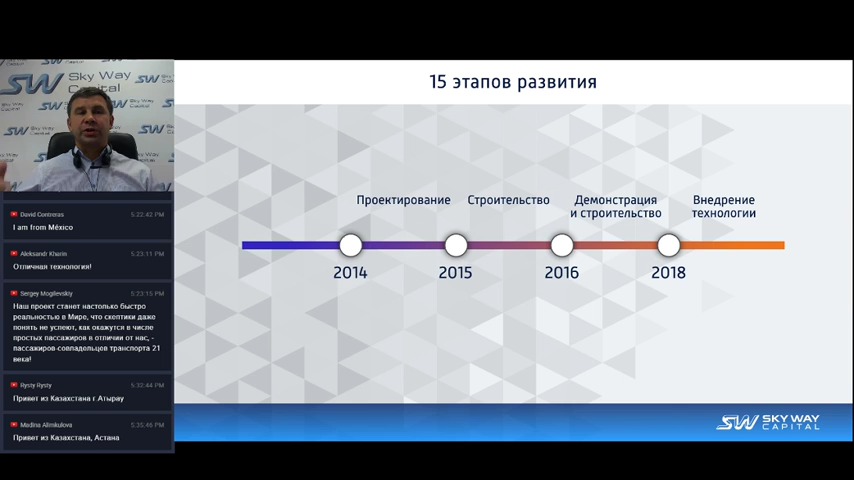 15 этапов развития
Sky Way
Capital
Проектирование
Строительство
Демонстрация
и строительство
Внедрение
технологии
2014
2015
2016
2018
David Contreras 5:22:42 PM
I am from México
Aleksandr Kharin 5:23:11 PM
Отличная технология!
Sergey Mogilevskiy 5:23:15 PM
Наш проект станет настолько быстро
реальностью в Мире, что скептики даже
понять не успеют, как окажутся в числе
простых пассажиров в отличии от нас, -
пассажиров-совладельцев транспорта 21
века!
Rysty Rysty 5:32:44 PM
Привет из Казахстана г.Атырау
Madina Alimkulova 5:35:46 PM
Привет из Казахстана, Астана
SW SKY WAY
CAPITAL